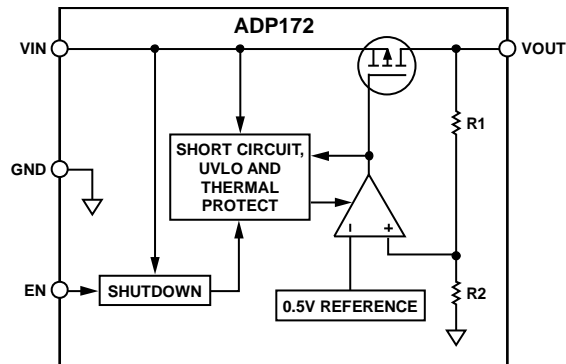 ADP172
VIN
VOUT
R1
SHORT CIRCUIT,
UVLO AND
THERMAL
PROTECT
GND
– +
EN
SHUTDOWN
0.5V REFERENCE
R2